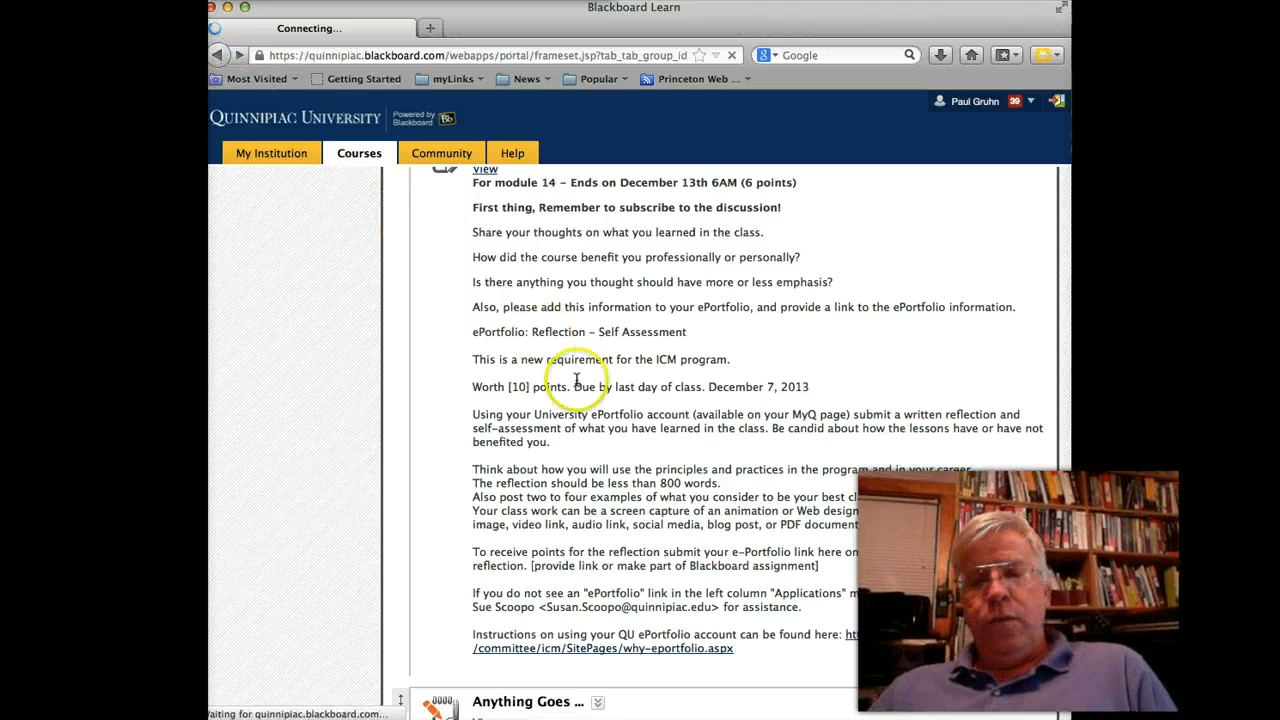 Blackboard Learn
Connecting...
https://quinnipiac.blackboard.com/webapps/portal/frameset.jsp?tab_tab_group_id
Google
Most Visited
Getting Started
myLinks
News
Popular
Princeton Web ...
QUINNIPIAC UNIVERSITY
Powered by
Blackboard
Bb
Paul Gruhn
39
My Institution
Courses
Community
Help
View
For module 14 – Ends on December 13th 6AM (6 points)
First thing, Remember to subscribe to the discussion!
Share your thoughts on what you learned in the class.
How did the course benefit you professionally or personally?
Is there anything you thought should have more or less emphasis?
Also, please add this information to your ePortfolio, and provide a link to the ePortfolio information.
ePortfolio: Reflection – Self Assessment
This is a new requirement for the ICM program.
Worth [10] points. Due by last day of class. December 7, 2013
Using your University ePortfolio account (available on your MyQ page) submit a written reflection and
self-assessment of what you have learned in the class. Be candid about how the lessons have or have not
benefited you.
Think about how you will use the principles and practices in the program and in your career.
The reflection should be less than 800 words.
Also post two to four examples of what you consider to be your best
Your class work can be a screen capture of an animation or Web
image, video link, audio link, social media, blog post, or PDF
To receive points for the reflection submit your e-Portfolio link here
reflection. [provide link or make part of Blackboard assignment]
If you do not see an "ePortfolio" link in the left column "Applications"
Sue Scoopo <Susan.Scoopo@quinnipiac.edu> for assistance.
Instructions on using your QU ePortfolio account can be found here:
/committee/icm/SitePages/why-eportfolio.aspx
Anything Goes ...
Waiting for quinnipiac.blackboard.com...